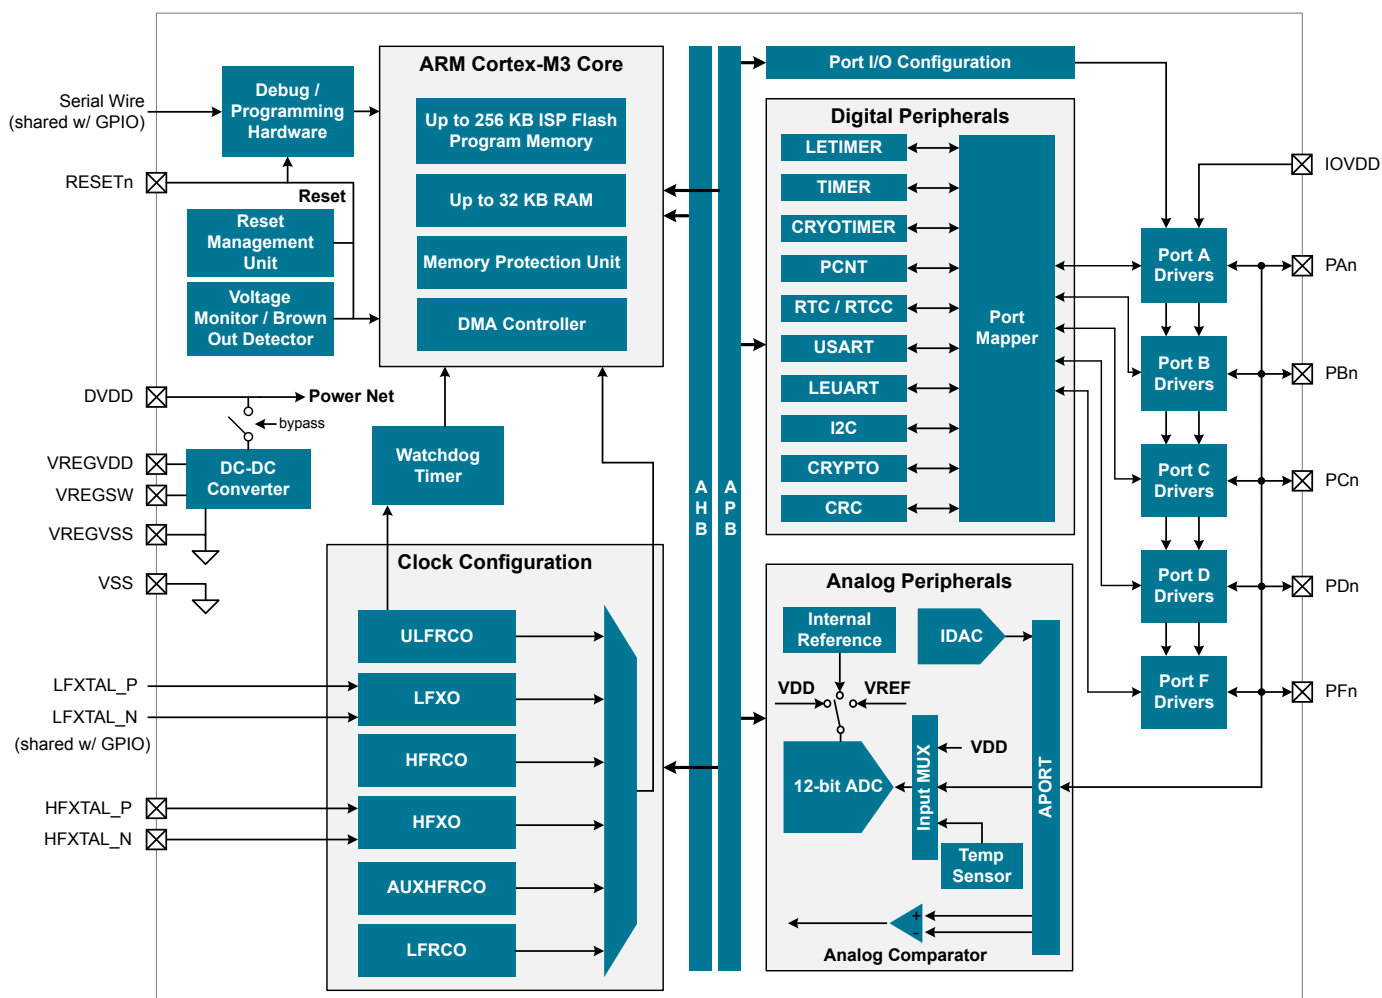 ARM Cortex-M3 Core
Up to 256 KB ISP Flash
Program Memory
Up to 32 KB RAM
Memory Protection Unit
DMA Controller
Serial Wire
(shared w/ GPIO)
Debug /
Programming
Hardware
RESETn
Reset
Reset
Management
Unit
Voltage
Monitor / Brown
Out Detector
DVDD
Power Net
bypass
VREGVDD
VREGSW
VREGVSS
VSS
DC-DC
Converter
Watchdog
Timer
Clock Configuration
ULFRCO
LFXO
HFRCO
HFXO
AUXHFRCO
LFRCO
LFXTAL_P
LFXTAL_N
(shared w/ GPIO)
HFXTAL_P
HFXTAL_N
A
H
B
A
P
B
Port I/O Configuration
Digital Peripherals
LETIMER
TIMER
CRYOTIMER
PCNT
RTC / RTCC
USART
LEUART
I2C
CRYPTO
CRC
Port
Mapper
Analog Peripherals
Internal
Reference
IDAC
VDD
VREF
12-bit ADC
Input MUX
VDD
Temp
Sensor
APORT
+
-
Analog Comparator
Port A
Drivers
Port B
Drivers
Port C
Drivers
Port D
Drivers
Port F
Drivers
IOVDD
PAn
PBn
PCn
PDn
PFn